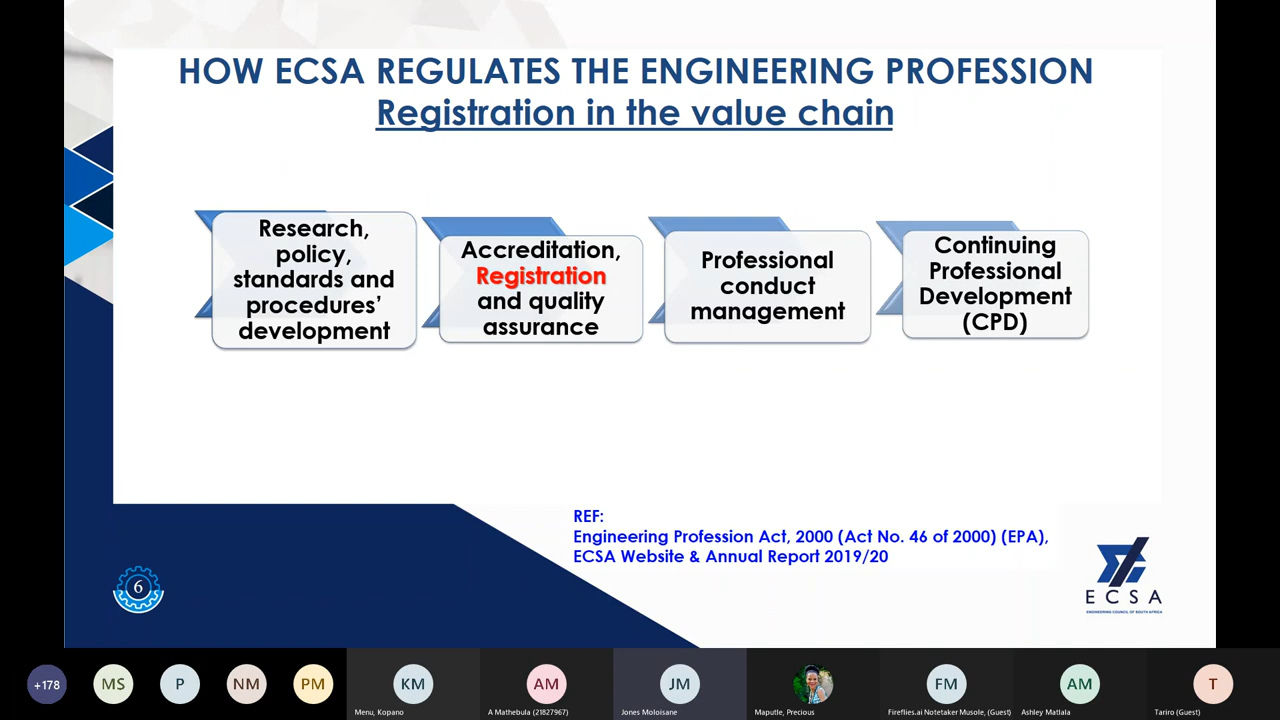 HOW ECSA REGULATES THE ENGINEERING PROFESSION
Registration in the value chain
Research,
policy,
standards and
procedures’
development
Accreditation,
Registration
and quality
assurance
Professional
conduct
management
Continuing
Professional
Development
(CPD)
REF:
Engineering Profession Act, 2000 (Act No. 46 of 2000) (EPA),
ECSA Website & Annual Report 2019/20
6
ECSA
ENGINEERING COUNCIL OF SOUTH AFRICA
+178
MS
P
NM
PM
KM
Menu, Kopano
AM
A Mathebula (21827967)
JM
Jones Moloisane
Maputle, Precious
FM
Fireflies.ai Notetaker Musole, (Guest)
AM
Ashley Matlala
T
Tariro (Guest)